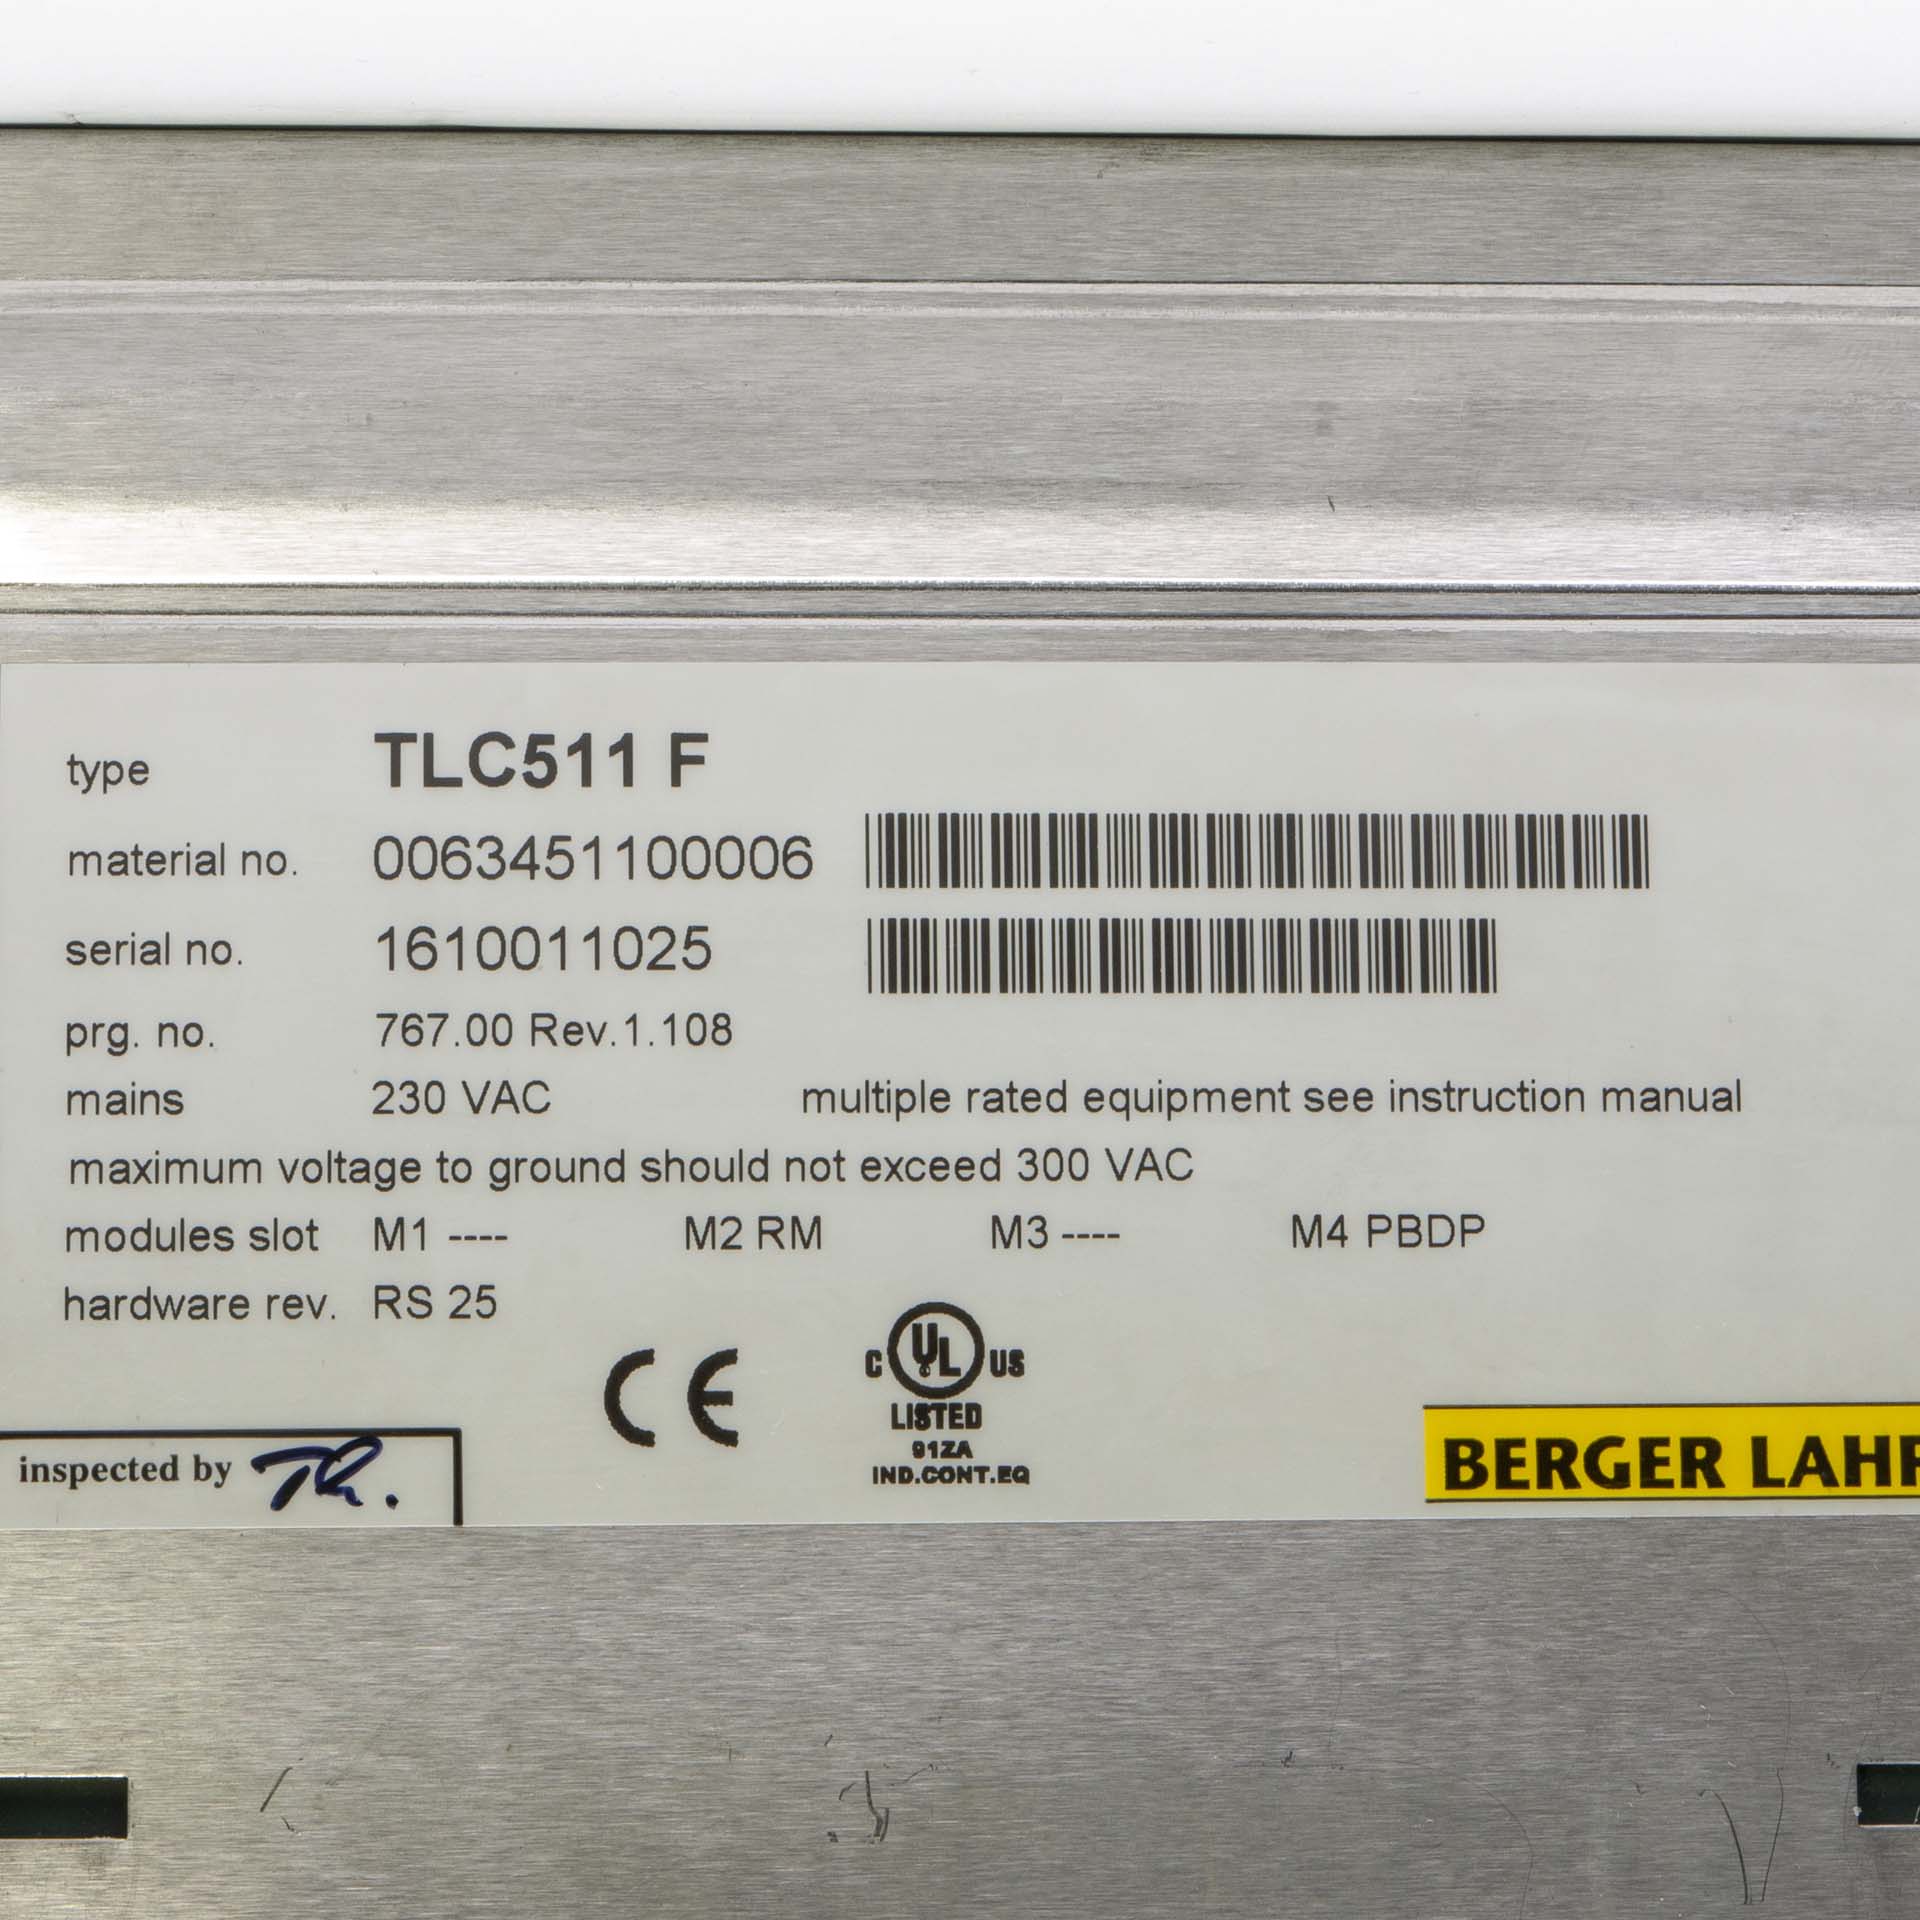 type TLC511 F
material no. 0063451100006
serial no. 1610011025
prg. no. 767.00 Rev.1.108
mains 230 VAC multiple rated equipment see instruction manual
maximum voltage to ground should not exceed 300 VAC
modules slot M1 ---- M2 RM M3 ---- M4 PBDP
hardware rev. RS 25
CE
C UL US
LISTED
91ZA
IND.CONT.EQ
inspected by
BERGER LAHR